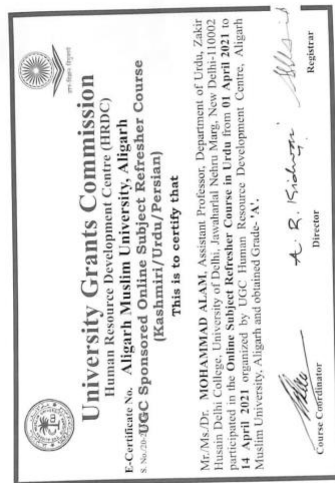 University Grants Commission
Human Resource Development Centre (HRDC)
E-Certificate No. Aligarh Muslim University, Aligarh
S. No/20-21 UGC Sponsored Online Subject Refresher Course
(Kashmiri/Urdu/Persian)
This is to certify that
Mr./Ms./Dr. MOHAMMAD ALAM, Assistant Professor, Department of Urdu, Zakir
Husain Delhi College, University of Delhi, Jawaharlal Nehru Marg, New Delhi-110002
participated in the Online Subject Refresher Course in Urdu from 01 April 2021 to
14 April 2021 organized by UGC Human Resource Development Centre, Aligarh
Muslim University, Aligarh and obtained Grade- 'A'.
A. R. Kidwai
Course Coordinator
Director
Registrar